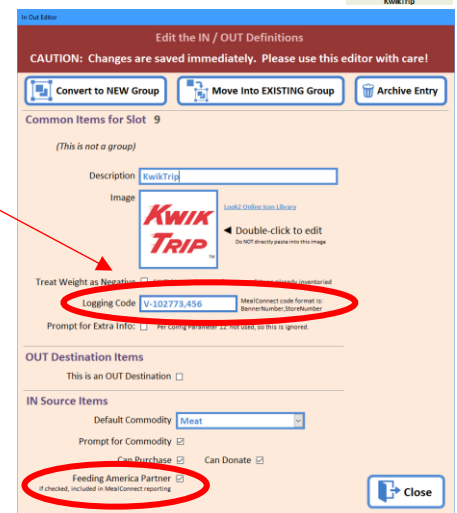 KwikTrip
In Out Editor
Edit the IN / OUT Definitions
CAUTION: Changes are saved immediately. Please use this editor with care!
Convert to NEW Group
Move Into EXISTING Group
Archive Entry
Common Items for Slot 9
(This is not a group)
Description KwikTrip
Image
KWIK TRIP
Look2 Online Icon Library
◄ Double-click to edit
Do NOT directly paste into this image
Treat Weight as Negative already inventoried
Logging Code V-102773,456
MealConnect code format is:
BannerNumber,StoreNumber
Prompt for Extra Info: Per Config Parameter 12: not used, so this is ignored.
OUT Destination Items
This is an OUT Destination
IN Source Items
Default Commodity Meat
Prompt for Commodity
Can Purchase Can Donate
Feeding America Partner
If checked, included in MealConnect reporting
Close